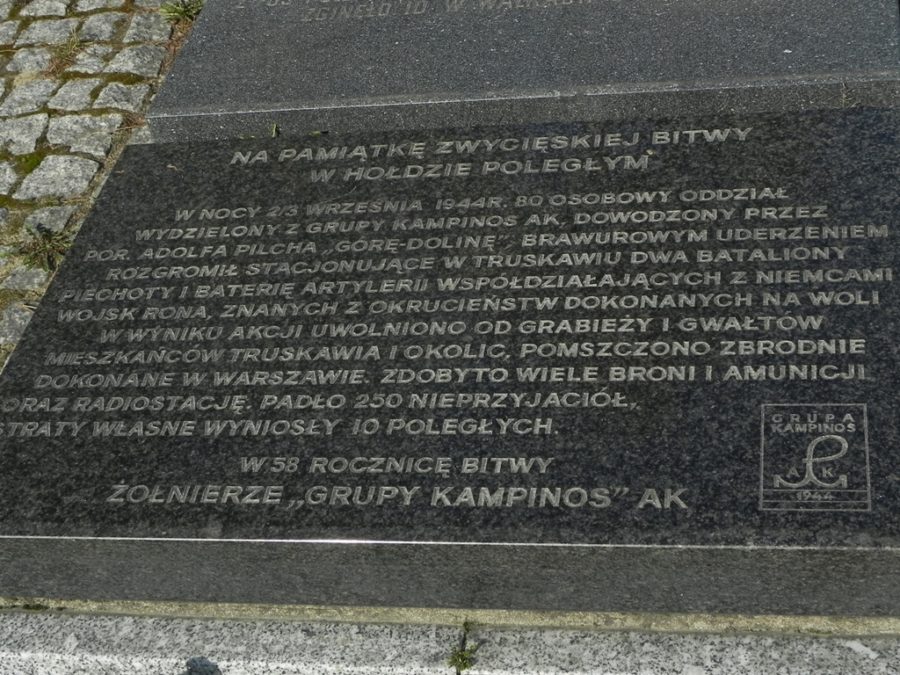 ZGINĘŁO 10. W WALKACH
NA PAMIĄTKĘ ZWYCIĘSKIEJ BITWY
W HOŁDZIE POLEGŁYM
W NOCY 2/3 WRZEŚNIA 1944R. 80 OSOBOWY ODDZIAŁ
WYDZIELONY Z GRUPY KAMPINOS AK, DOWODZONY PRZEZ
POR. ADOLFA PILCHA „GÓRĘ-DOLINĘ", BRAWUROWYM UDERZENIEM
ROZGROMIŁ STACJONUJĄCE W TRUSKAWIU DWA BATALIONY
PIECHOTY I BATERIĘ ARTYLERII WSPÓŁDZIAŁAJĄCYCH Z NIEMCAMI
WOJSK RONA, ZNANYCH Z OKRUCIEŃSTW DOKONANYCH NA WOLI
W WYNIKU AKCJI UWOLNIONO OD GRABIEŻY I GWAŁTÓW
MIESZKAŃCÓW TRUSKAWIA I OKOLIC, POMSZCZONO ZBRODNIE
DOKONANE W WARSZAWIE. ZDOBYTO WIELE BRONI I AMUNICJI
ORAZ RADIOSTACJĘ. PADŁO 250 NIEPRZYJACIÓŁ,
STRATY WŁASNE WYNIOSŁY 10 POLEGŁYCH.
W 58 ROCZNICĘ BITWY
ŻOŁNIERZE „GRUPY KAMPINOS" AK
GRUPA
KAMPINOS
A K
1944